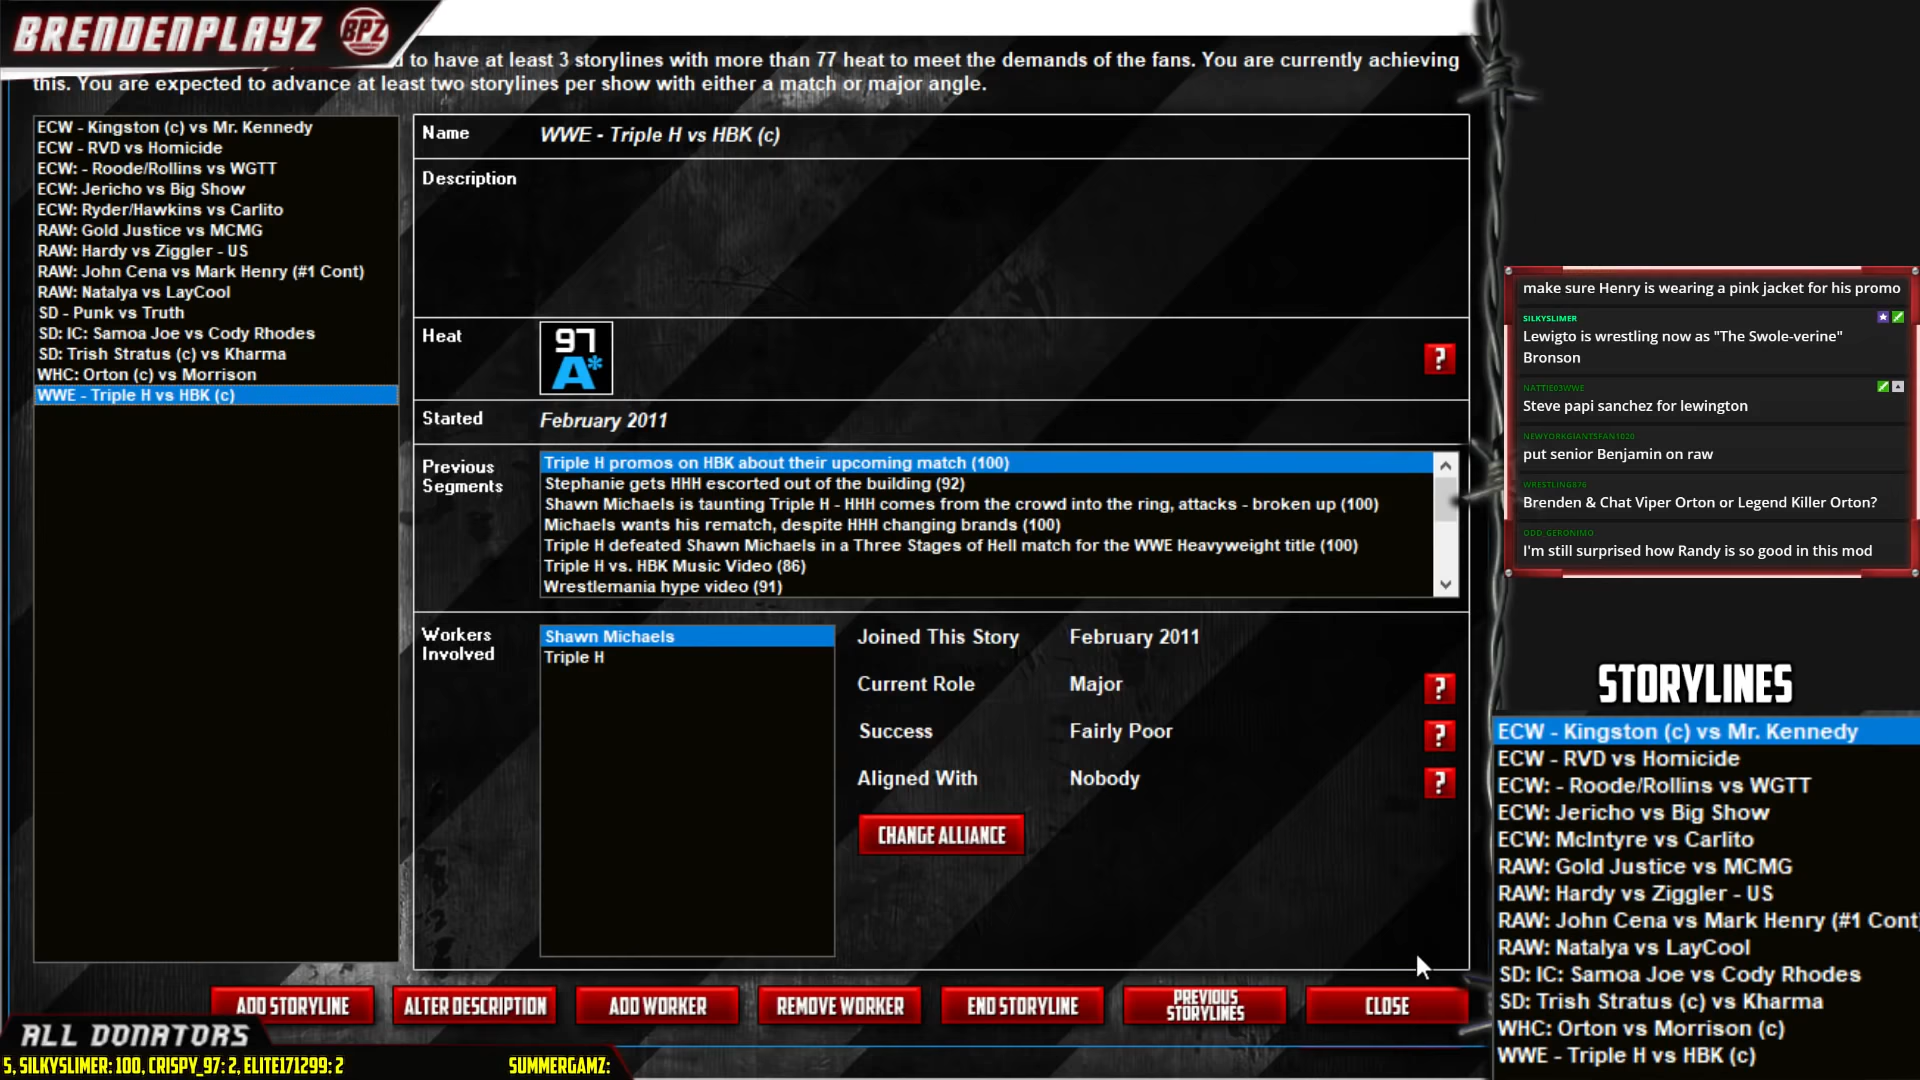 BRENDENPLAYZ
BPZ
d to have at least 3 storylines with more than 77 heat to meet the demands of the fans. You are currently achieving
this. You are expected to advance at least two storylines per show with either a match or major angle.
ECW - Kingston (c) vs Mr. Kennedy
ECW - RVD vs Homicide
ECW: - Roode/Rollins vs WGTT
ECW: Jericho vs Big Show
ECW: Ryder/Hawkins vs Carlito
RAW: Gold Justice vs MCMG
RAW: Hardy vs Ziggler - US
RAW: John Cena vs Mark Henry (#1 Cont)
RAW: Natalya vs LayCool
SD - Punk vs Truth
SD: IC: Samoa Joe vs Cody Rhodes
SD: Trish Stratus (c) vs Kharma
WHC: Orton (c) vs Morrison
WWE - Triple H vs HBK (c)
Name WWE - Triple H vs HBK (c)
Description
Heat 97
A*
?
Started February 2011
Previous Segments
Triple H promos on HBK about their upcoming match (100)
Stephanie gets HHH escorted out of the building (92)
Shawn Michaels is taunting Triple H - HHH comes from the crowd into the ring, attacks - broken up (100)
Michaels wants his rematch, despite HHH changing brands (100)
Triple H defeated Shawn Michaels in a Three Stages of Hell match for the WWE Heavyweight title (100)
Triple H vs. HBK Music Video (86)
Wrestlemania hype video (91)
Workers Involved
Shawn Michaels
Triple H
Joined This Story February 2011
Current Role Major ?
Success Fairly Poor ?
Aligned With Nobody ?
CHANGE ALLIANCE
ADD STORYLINE
ALTER DESCRIPTION
ADD WORKER
REMOVE WORKER
END STORYLINE
PREVIOUS STORYLINES
CLOSE
ALL DONATORS
5, SILKYSLIMER: 100, CRISPY_97: 2, ELITE171299: 2
SUMMERGAMZ:
make sure Henry is wearing a pink jacket for his promo
SILKYSLIMER
Lewigto is wrestling now as "The Swole-verine"
Bronson
NATTIE03WWE
Steve papi sanchez for lewington
NEWYORKGIANTSFAN1020
put senior Benjamin on raw
WRESTLING876
Brenden & Chat Viper Orton or Legend Killer Orton?
ODD_GERONIMO
I'm still surprised how Randy is so good in this mod
STORYLINES
ECW - Kingston (c) vs Mr. Kennedy
ECW - RVD vs Homicide
ECW: - Roode/Rollins vs WGTT
ECW: Jericho vs Big Show
ECW: McIntyre vs Carlito
RAW: Gold Justice vs MCMG
RAW: Hardy vs Ziggler - US
RAW: John Cena vs Mark Henry (#1 Cont
RAW: Natalya vs LayCool
SD: IC: Samoa Joe vs Cody Rhodes
SD: Trish Stratus (c) vs Kharma
WHC: Orton vs Morrison (c)
WWE - Triple H vs HBK (c)